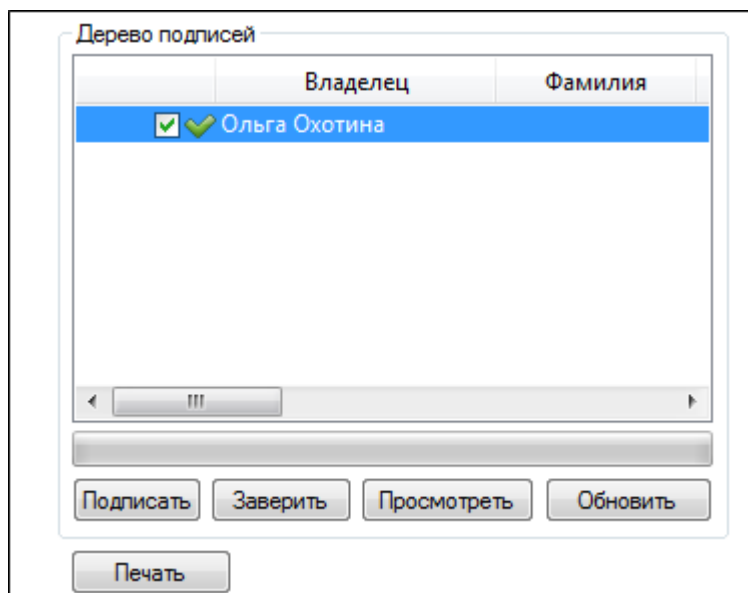 Дерево подписей
Владелец Фамилия
Ольга Охотина
Подписать Заверить Просмотреть Обновить
Печать